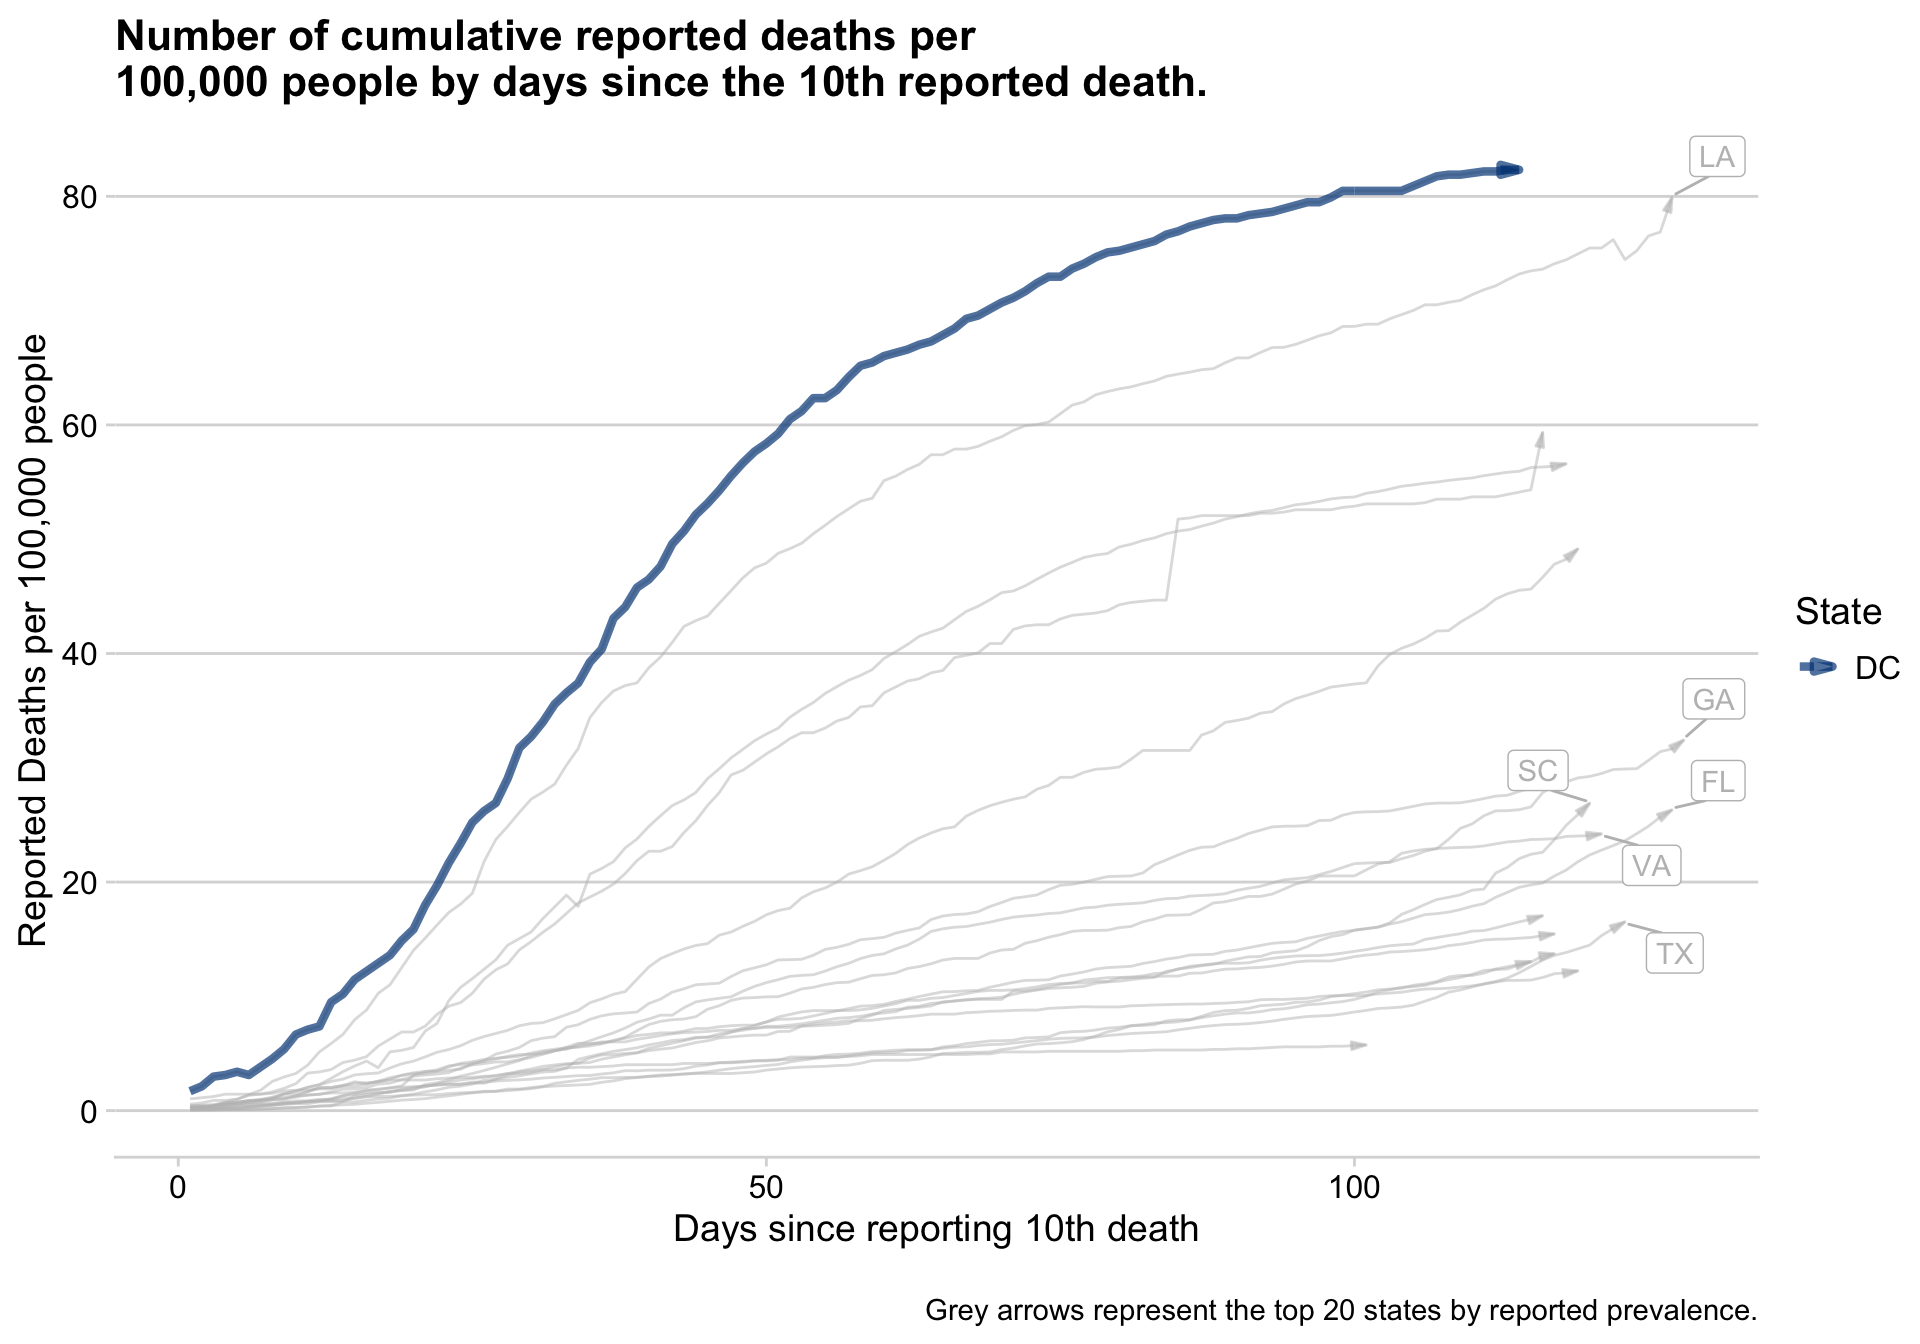 Number of cumulative reported deaths per
100,000 people by days since the 10th reported death.
Reported Deaths per 100,000 people
80
60
40
20
0
LA
GA
SC
FL
VA
TX
State
DC
0
50
100
Days since reporting 10th death
Grey arrows represent the top 20 states by reported prevalence.